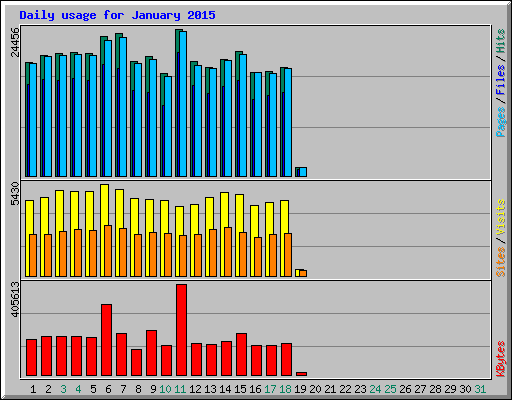 Daily usage for January 2015
24456
Pages / Files / Hits
5430
Sites / Visits
405613
KBytes
1 2 3 4 5 6 7 8 9 10 11 12 13 14 15 16 17 18 19 20 21 22 23 24 25 26 27 28 29 30 31